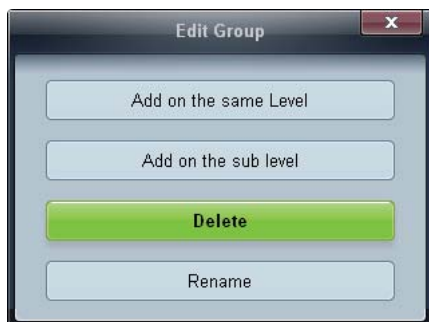 Edit Group
x
Add on the same Level
Add on the sub level
Delete
Rename